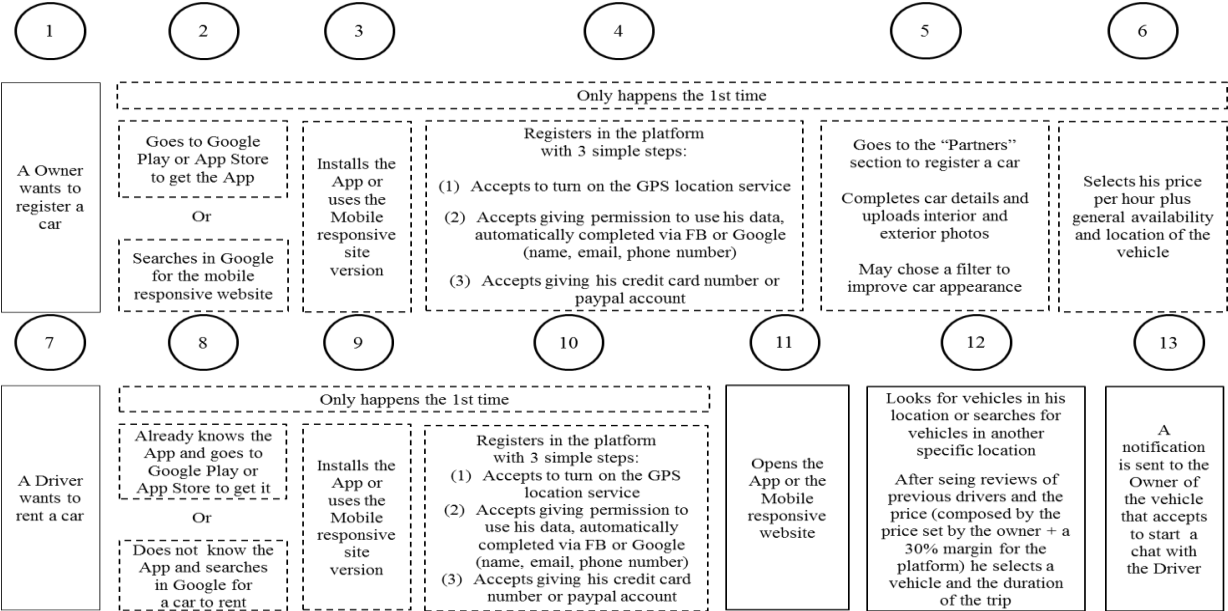 1
2
3
4
5
6
Only happens the 1st time
A Owner
wants to
register a
car
Goes to Google
Play or App Store
to get the App
Or
Searches in Google
for the mobile
responsive website
Installs the
App or
uses the
Mobile
responsive
site
version
Registers in the platform
with 3 simple steps:
(1) Accepts to turn on the GPS location service
(2) Accepts giving permission to use his data,
automatically completed via FB or Google
(name, email, phone number)
(3) Accepts giving his credit card number or
paypal account
Goes to the “Partners”
section to register a car
Completes car details and
uploads interior and
exterior photos
May chose a filter to
improve car appearance
Selects his price
per hour plus
general availability
and location of the
vehicle
7
8
9
10
11
12
13
Only happens the 1st time
A Driver
wants to
rent a car
Already knows the
App and goes to
Google Play or
App Store to get it
Or
Does not know the
App and searches
in Google for
a car to rent
Installs the
App or
uses the
Mobile
responsive
site
version
Registers in the platform
with 3 simple steps:
(1) Accepts to turn on the GPS
location service
(2) Accepts giving permission to
use his data, automatically
completed via FB or Google
(name, email, phone number)
(3) Accepts giving his credit card
number or paypal account
Opens the
App or the
Mobile
responsive
website
Looks for vehicles in his
location or searches for
vehicles in another
specific location
After seing reviews of
previous drivers and the
price (composed by the
price set by the owner + a
30% margin for the
platform) he selects a
vehicle and the duration
of the trip
A
notification
is sent to the
Owner of
the vehicle
that accepts
to start a
chat with
the Driver